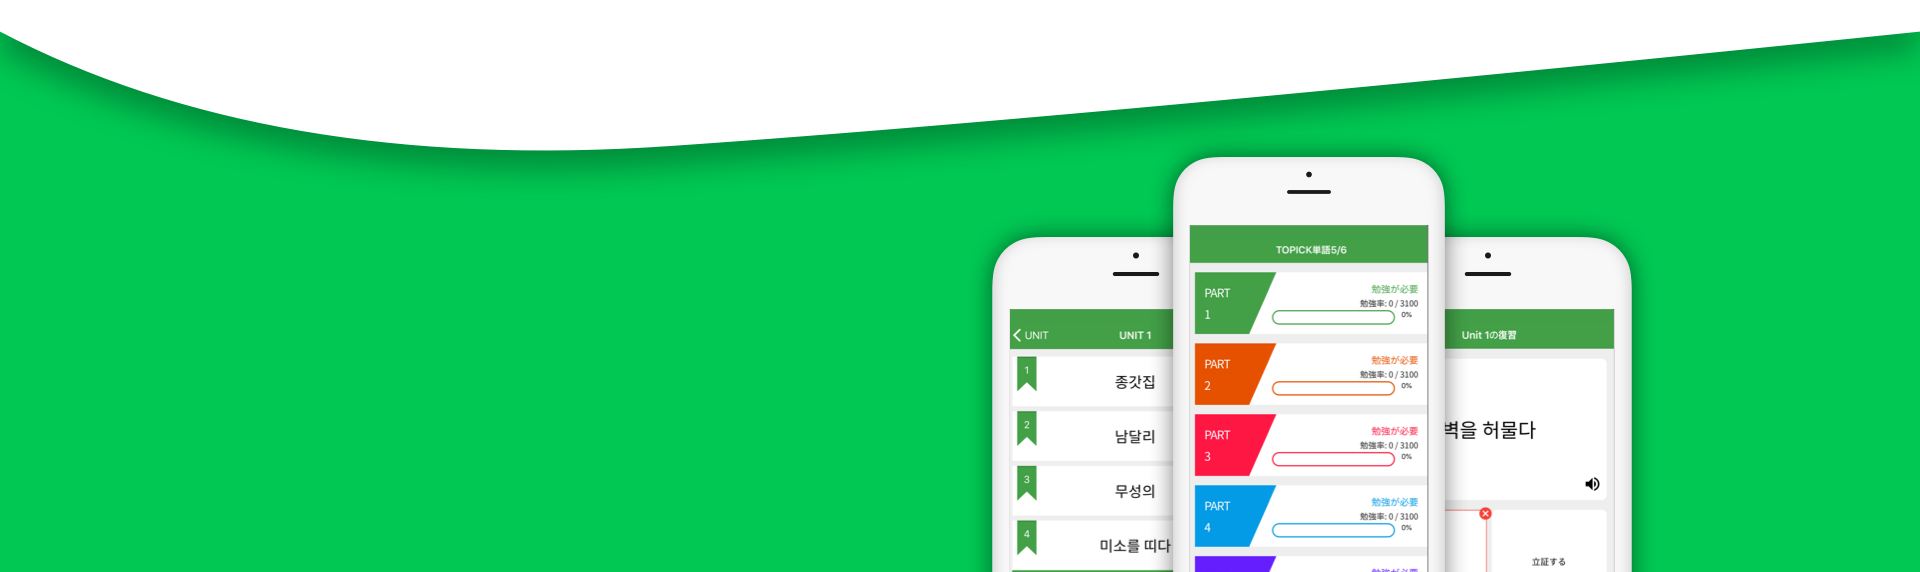 UNIT
UNIT 1
1
종갓집
2
남달리
3
무성의
4
미소를 띠다
TOPICK単語5/6
PART
1
勉強が必要
勉強率: 0 / 3100
0%
PART
2
勉強が必要
勉強率: 0 / 3100
0%
PART
3
勉強が必要
勉強率: 0 / 3100
0%
PART
4
勉強が必要
勉強率: 0 / 3100
0%
勉強が必要
Unit 1の復習
벽을 허물다
立証する